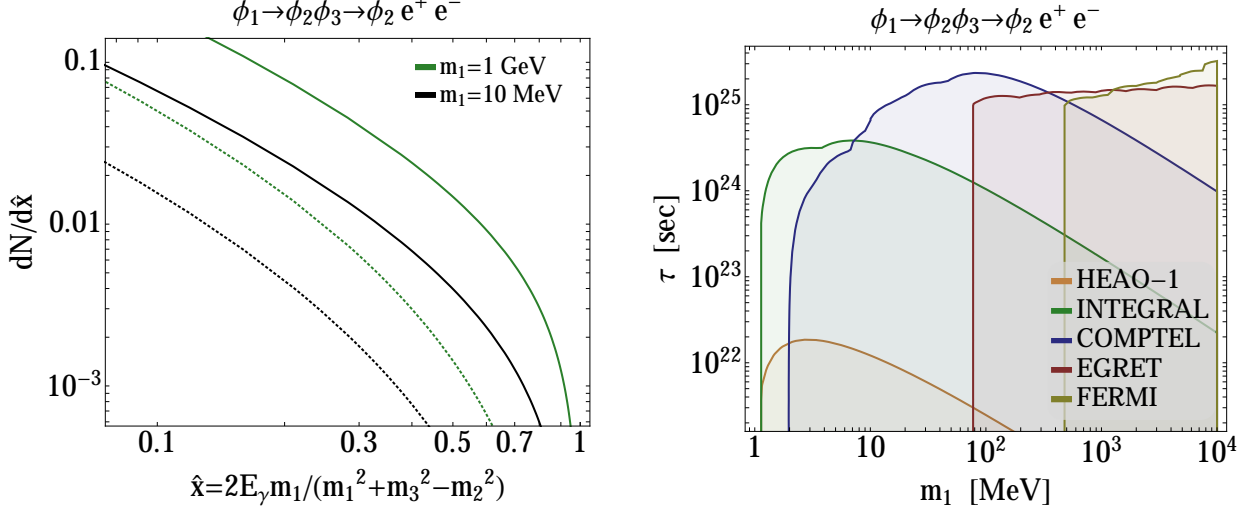 ϕ₁→ϕ₂ϕ₃→ϕ₂ e⁺ e⁻
dN/dx̂
0.1
0.01
10⁻³
m₁=1 GeV
m₁=10 MeV
0.1
0.3
0.5
0.7
1
x̂=2Eᵧm₁/(m₁²+m₃²−m₂²)
ϕ₁→ϕ₂ϕ₃→ϕ₂ e⁺ e⁻
τ [sec]
10²⁵
10²⁴
10²³
10²²
HEAO-1
INTEGRAL
COMPTEL
EGRET
FERMI
1
10
10²
10³
10⁴
m₁ [MeV]